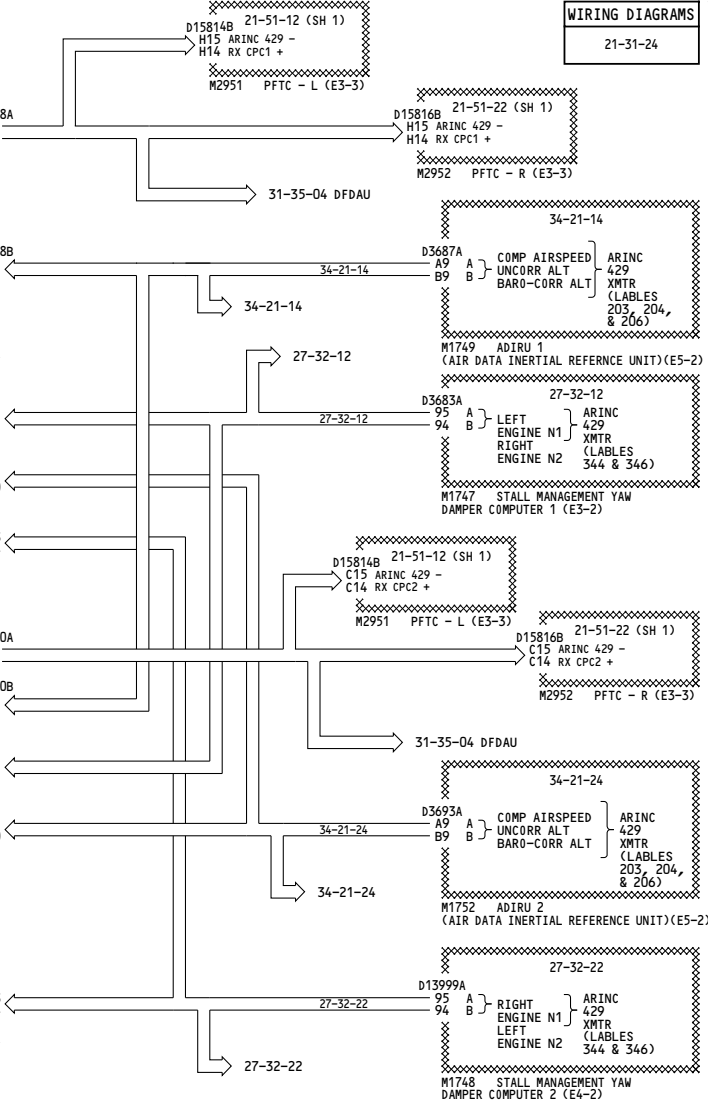 WIRING DIAGRAMS
21-31-24
21-51-12 (SH 1)
D15814B
H15 ARINC 429 -
H14 RX CPC1 +
M2951 PFTC - L (E3-3)
8A
21-51-22 (SH 1)
D15816B
H15 ARINC 429 -
H14 RX CPC1 +
M2952 PFTC - R (E3-3)
31-35-04 DFDAU
34-21-14
8B
34-21-14
D3687A
A9 A
B9 B
COMP AIRSPEED
UNCORR ALT
BARO-CORR ALT
ARINC
429
XMTR
(LABLES
203, 204,
& 206)
34-21-14
M1749 ADIRU 1
(AIR DATA INERTIAL REFERNCE UNIT)(E5-2)
27-32-12
27-32-12
27-32-12
D3683A
95 A
94 B
LEFT
ENGINE N1
RIGHT
ENGINE N2
ARINC
429
XMTR
(LABLES
344 & 346)
M1747 STALL MANAGEMENT YAW
DAMPER COMPUTER 1 (E3-2)
21-51-12 (SH 1)
D15814B
C15 ARINC 429 -
C14 RX CPC2 +
M2951 PFTC - L (E3-3)
0A
21-51-22 (SH 1)
D15816B
C15 ARINC 429 -
C14 RX CPC2 +
M2952 PFTC - R (E3-3)
0B
31-35-04 DFDAU
34-21-24
34-21-24
D3693A
A9 A
B9 B
COMP AIRSPEED
UNCORR ALT
BARO-CORR ALT
ARINC
429
XMTR
(LABLES
203, 204,
& 206)
34-21-24
M1752 ADIRU 2
(AIR DATA INERTIAL REFERENCE UNIT)(E5-2)
27-32-22
27-32-22
D13999A
95 A
94 B
RIGHT
ENGINE N1
LEFT
ENGINE N2
ARINC
429
XMTR
(LABLES
344 & 346)
27-32-22
M1748 STALL MANAGEMENT YAW
DAMPER COMPUTER 2 (E4-2)